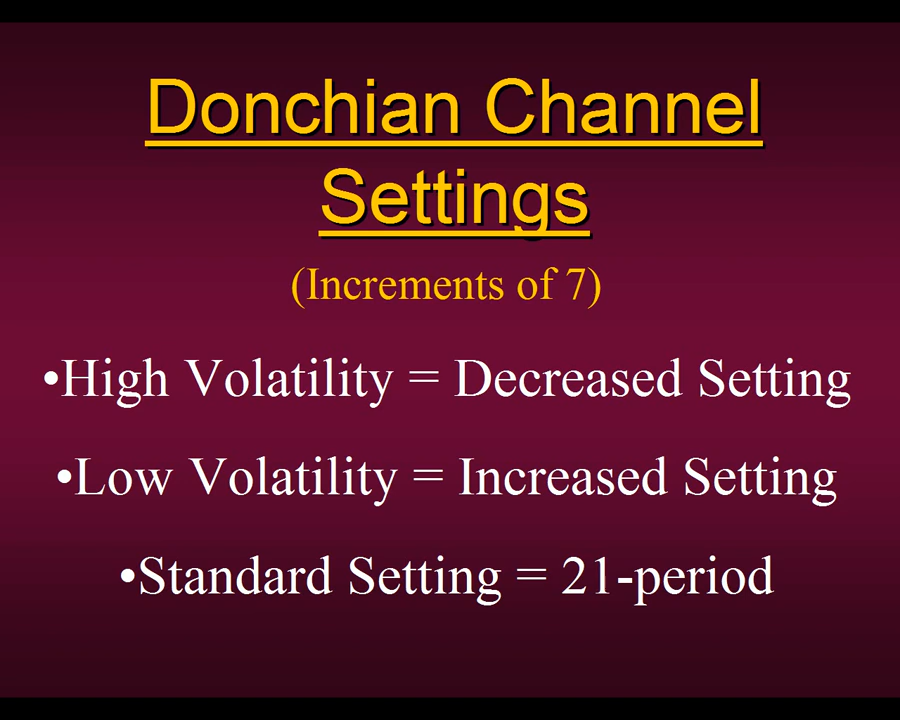 Donchian Channel
Settings
(Increments of 7)
•High Volatility = Decreased Setting
•Low Volatility = Increased Setting
•Standard Setting = 21-period